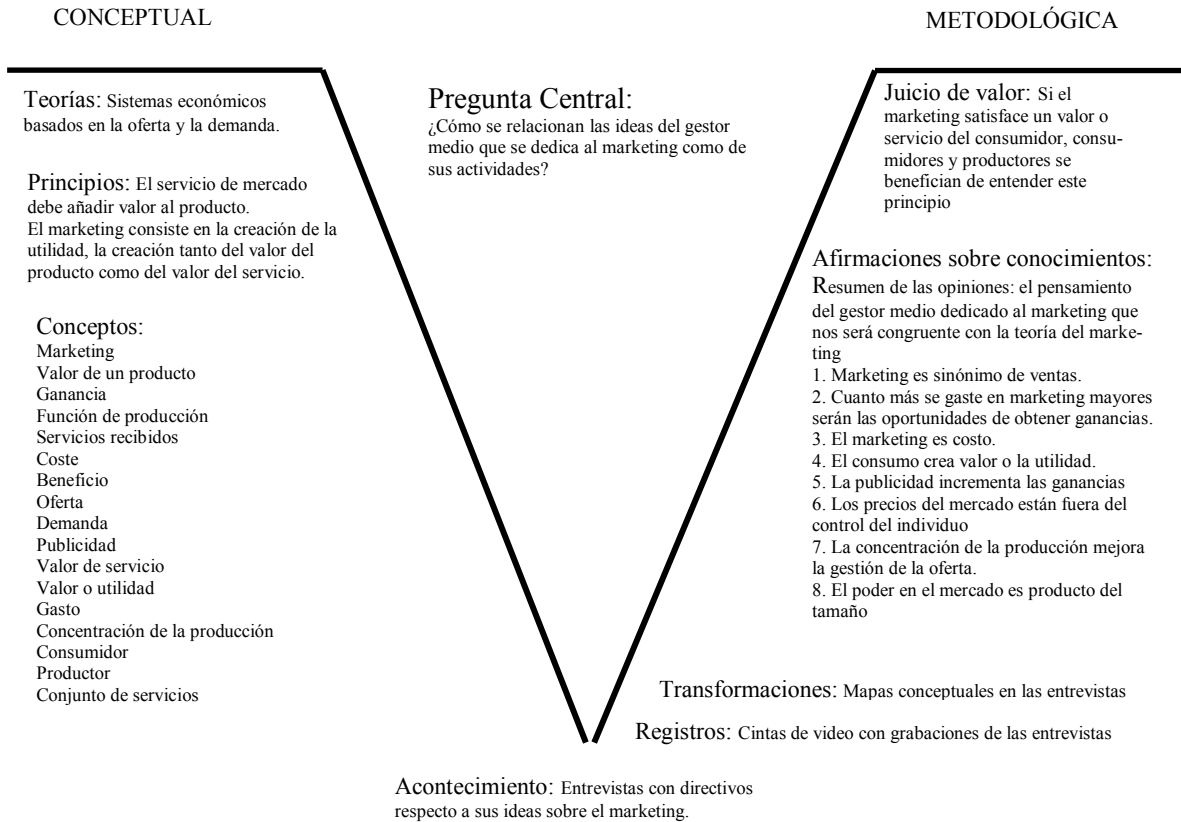 CONCEPTUAL
METODOLÓGICA
Teorías: Sistemas económicos
basados en la oferta y la demanda.
Principios: El servicio de mercado
debe añadir valor al producto.
El marketing consiste en la creación de la
utilidad, la creación tanto del valor del
producto como del valor del servicio.
Conceptos:
Marketing
Valor de un producto
Ganancia
Función de producción
Servicios recibidos
Coste
Beneficio
Oferta
Demanda
Publicidad
Valor de servicio
Valor o utilidad
Gasto
Concentración de la producción
Consumidor
Productor
Conjunto de servicios
Pregunta Central:
¿Cómo se relacionan las ideas del gestor
medio que se dedica al marketing como de
sus actividades?
Juicio de valor: Si el
marketing satisface un valor o
servicio del consumidor, consu-
midores y productores se
benefician de entender este
principio
Afirmaciones sobre conocimientos:
Resumen de las opiniones: el pensamiento
del gestor medio dedicado al marketing que
nos será congruente con la teoría del marke-
ting
1. Marketing es sinónimo de ventas.
2. Cuanto más se gaste en marketing mayores
serán las oportunidades de obtener ganancias.
3. El marketing es costo.
4. El consumo crea valor o la utilidad.
5. La publicidad incrementa las ganancias
6. Los precios del mercado están fuera del
control del individuo
7. La concentración de la producción mejora
la gestión de la oferta.
8. El poder en el mercado es producto del
tamaño
Transformaciones: Mapas conceptuales en las entrevistas
Registros: Cintas de video con grabaciones de las entrevistas
Acontecimiento: Entrevistas con directivos
respecto a sus ideas sobre el marketing.